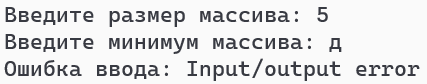 Введите размер массива: 5
Введите минимум массива: д
Ошибка ввода: Input/output error